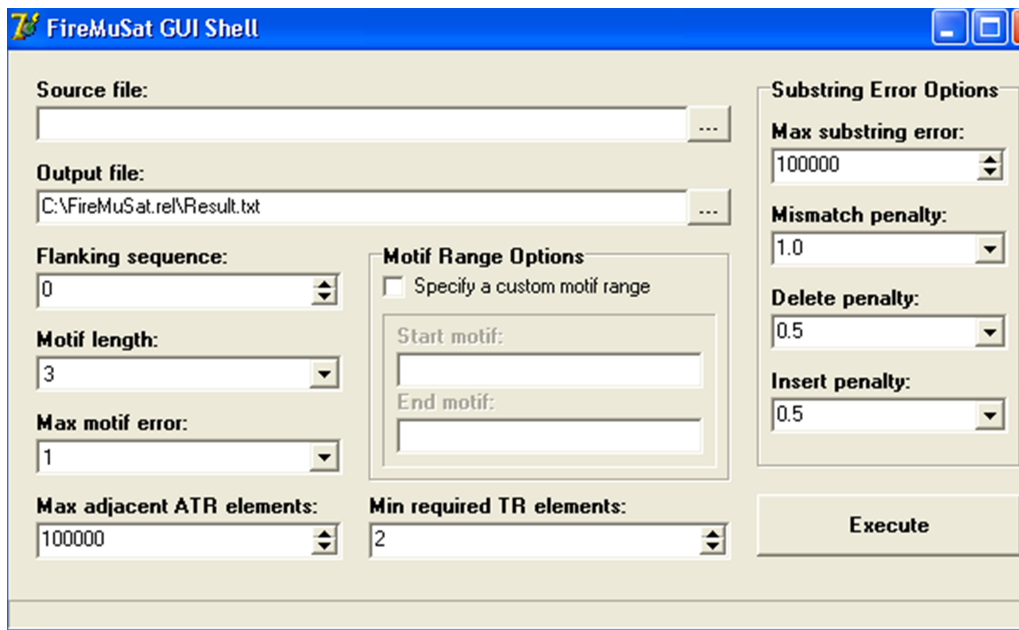 FireMuSat GUI Shell
Source file:
...
Output file:
C:\FireMuSat.rel\Result.txt
...
Flanking sequence:
0
Motif length:
3
Max motif error:
1
Max adjacent ATR elements:
100000
Motif Range Options
Specify a custom motif range
Start motif:
End motif:
Min required TR elements:
2
Substring Error Options
Max substring error:
100000
Mismatch penalty:
1.0
Delete penalty:
0.5
Insert penalty:
0.5
Execute